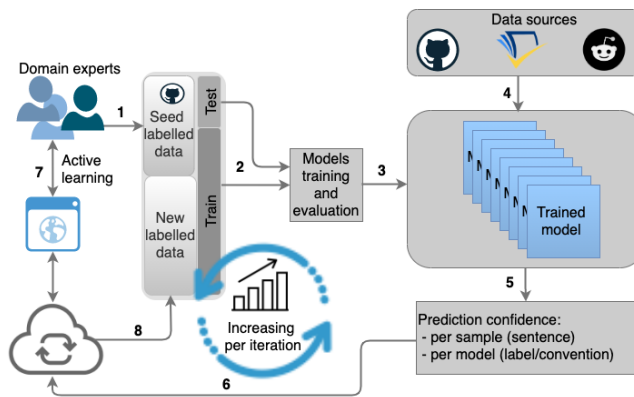 Data sources
Domain experts
1
Seed
labelled
data
Test
4
7
Active
learning
2
Models
training
and
evaluation
3
New
labelled
data
Train
Trained
model
5
8
Increasing
per iteration
Prediction confidence:
- per sample (sentence)
- per model (label/convention)
6